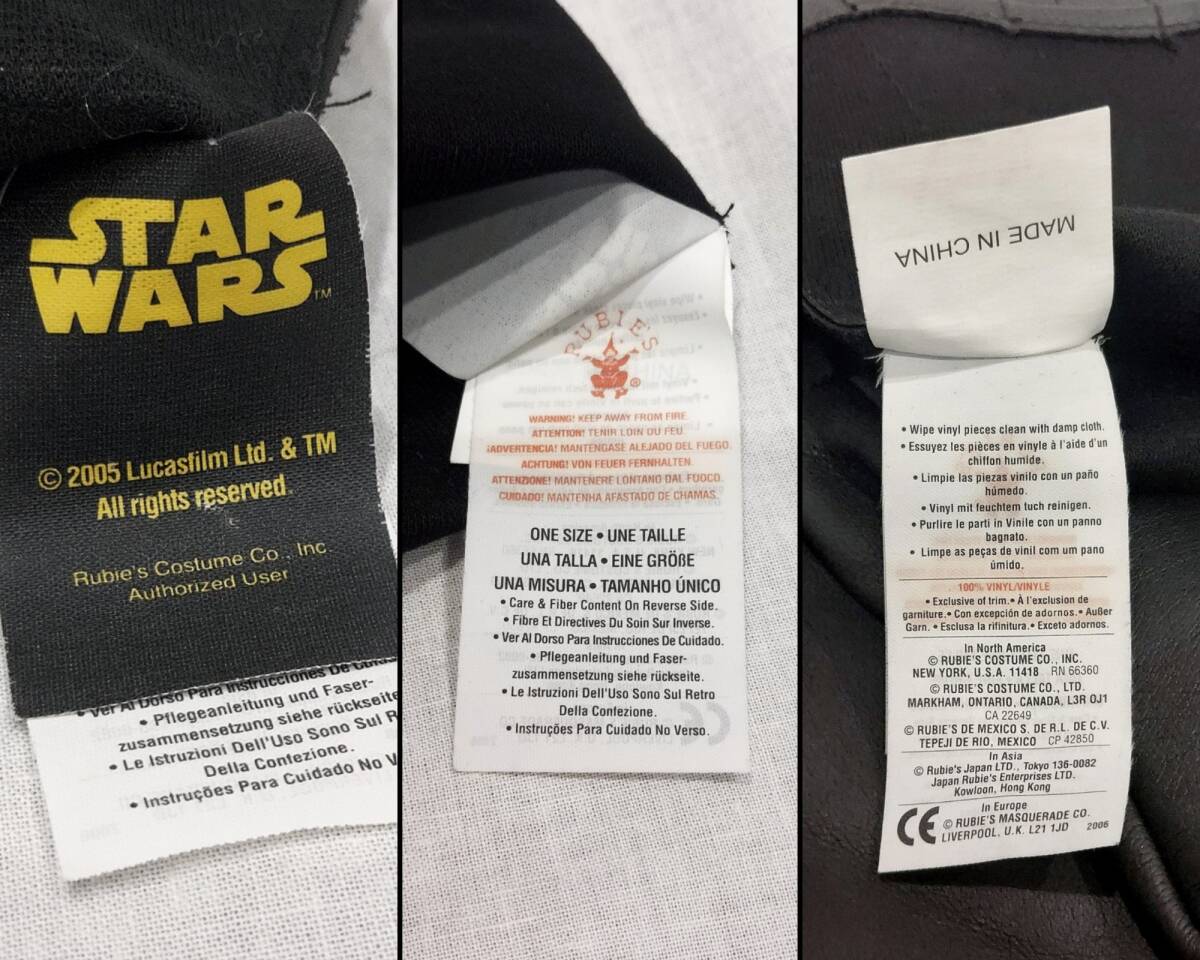 STAR
WARS
TM
© 2005 Lucasfilm Ltd. & TM
All rights reserved.
Rubie's Costume Co., Inc
Authorized User
• Ver Al Dorso Para Instrucciones De
• Pflegeanleitung und Faser-
zusammensetzung siehe rückseite
• Le Istruzioni Dell'Uso Sono Sul R
Della Confezione.
• Instruções Para Cuidado No V
RUBIE'S
®
WARNING! KEEP AWAY FROM FIRE.
ATTENTION! TENIR LOIN DU FEU.
¡ADVERTENCIA! MANTENGASE ALEJADO DEL FUEGO.
ACHTUNG! VON FEUER FERNHALTEN.
ATTENZIONE! MANTENERE LONTANO DAL FUOCO.
CUIDADO! MANTENHA AFASTADO DE CHAMAS.
ONE SIZE • UNE TAILLE
UNA TALLA • EINE GRÖßE
UNA MISURA • TAMANHO ÚNICO
• Care & Fiber Content On Reverse Side.
• Fibre Et Directives Du Soin Sur Inverse.
• Ver Al Dorso Para Instrucciones De Cuidado.
• Pflegeanleitung und Faser-
zusammensetzung siehe rückseite.
• Le Istruzioni Dell'Uso Sono Sul Retro
Della Confezione.
• Instruções Para Cuidado No Verso.
MADE IN CHINA
• Wipe vinyl pieces clean with damp cloth.
• Essuyez les pièces en vinyle à l'aide d'un
chiffon humide.
• Limpie las piezas vinilo con un paño
húmedo.
• Vinyl mit feuchtem tuch reinigen.
• Purlire le parti in Vinile con un panno
bagnato.
• Limpe as peças de vinil com um pano
úmido.
100% VINYL/VINYLE
• Exclusive of trim. • À l'exclusion de
garniture. • Con excepción de adornos. • Außer
Garn. • Esclusa la rifinitura. • Exceto adornos.
In North America
© RUBIE'S COSTUME CO., INC.
NEW YORK, U.S.A. 11418 RN 66360
© RUBIE'S COSTUME CO., LTD.
MARKHAM, ONTARIO, CANADA, L3R OJ1
CA 22649
© RUBIE'S DE MEXICO S. DE R.L. DE C.V.
TEPEJI DE RIO, MEXICO CP 42850
In Asia
© Rubie's Japan LTD., Tokyo 136-0082
Japan Rubie's Enterprises LTD.
Kowloon, Hong Kong
In Europe
CE © RUBIE'S MASQUERADE CO.
LIVERPOOL, U.K. L21 1JD 2006